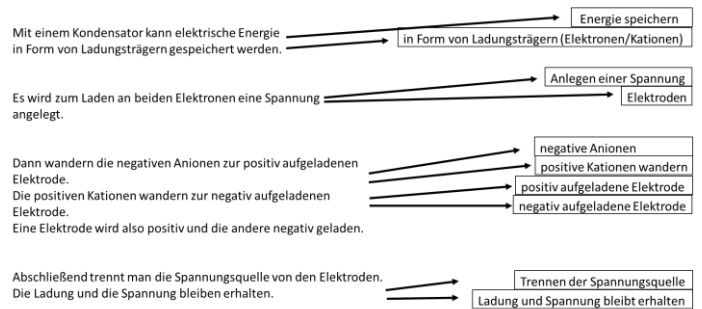 Energie speichern
Mit einem Kondensator kann elektrische Energie
in Form von Ladungsträgern gespeichert werden.
in Form von Ladungsträgern (Elektronen/Kationen)
Anlegen einer Spannung
Es wird zum Laden an beiden Elektronen eine Spannung
angelegt.
Elektroden
negative Anionen
Dann wandern die negativen Anionen zur positiv aufgeladenen
Elektrode.
positive Kationen wandern
Die positiven Kationen wandern zur negativ aufgeladenen
Elektrode.
positiv aufgeladene Elektrode
negativ aufgeladene Elektrode
Eine Elektrode wird also positiv und die andere negativ geladen.
Abschließend trennt man die Spannungsquelle von den Elektroden.
Die Ladung und die Spannung bleiben erhalten.
Trennen der Spannungsquelle
Ladung und Spannung bleibt erhalten